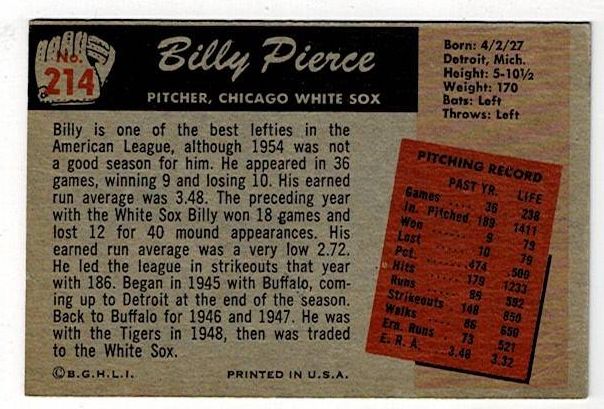 No.
214
Billy Pierce
PITCHER, CHICAGO WHITE SOX
Born: 4/2/27
Detroit, Mich.
Height: 5-10½
Weight: 170
Bats: Left
Throws: Left
Billy is one of the best lefties in the
American League, although 1954 was not
a good season for him. He appeared in 36
games, winning 9 and losing 10. His earned
run average was 3.48. The preceding year
with the White Sox Billy won 18 games and
lost 12 for 40 mound appearances. His
earned run average was a very low 2.72.
He led the league in strikeouts that year
with 186. Began in 1945 with Buffalo, com-
ing up to Detroit at the end of the season.
Back to Buffalo for 1946 and 1947. He was
with the Tigers in 1948, then was traded
to the White Sox.
PITCHING RECORD
PAST YR. LIFE
Games 36 238
In. Pitched 189 1411
Won 9 79
Lost 10 79
Pct. .474 .500
Hits 179 1233
Runs 86 592
Strikeouts 148 850
Walks 86 650
Ern. Runs 73 521
E. R. A. 3.48 3.32
©B.G.H.L.I. PRINTED IN U.S.A.